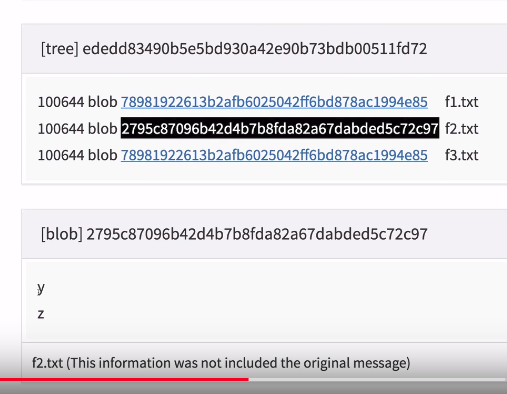 [tree] ededd83490b5e5bd930a42e90b73bdb00511fd72
100644 blob 78981922613b2afb6025042ff6bd878ac1994e85 f1.txt
100644 blob 2795c87096b42d4b7b8fda82a67dabded5c72c97 f2.txt
100644 blob 78981922613b2afb6025042ff6bd878ac1994e85 f3.txt
[blob] 2795c87096b42d4b7b8fda82a67dabded5c72c97
y
z
f2.txt (This information was not included the original message)